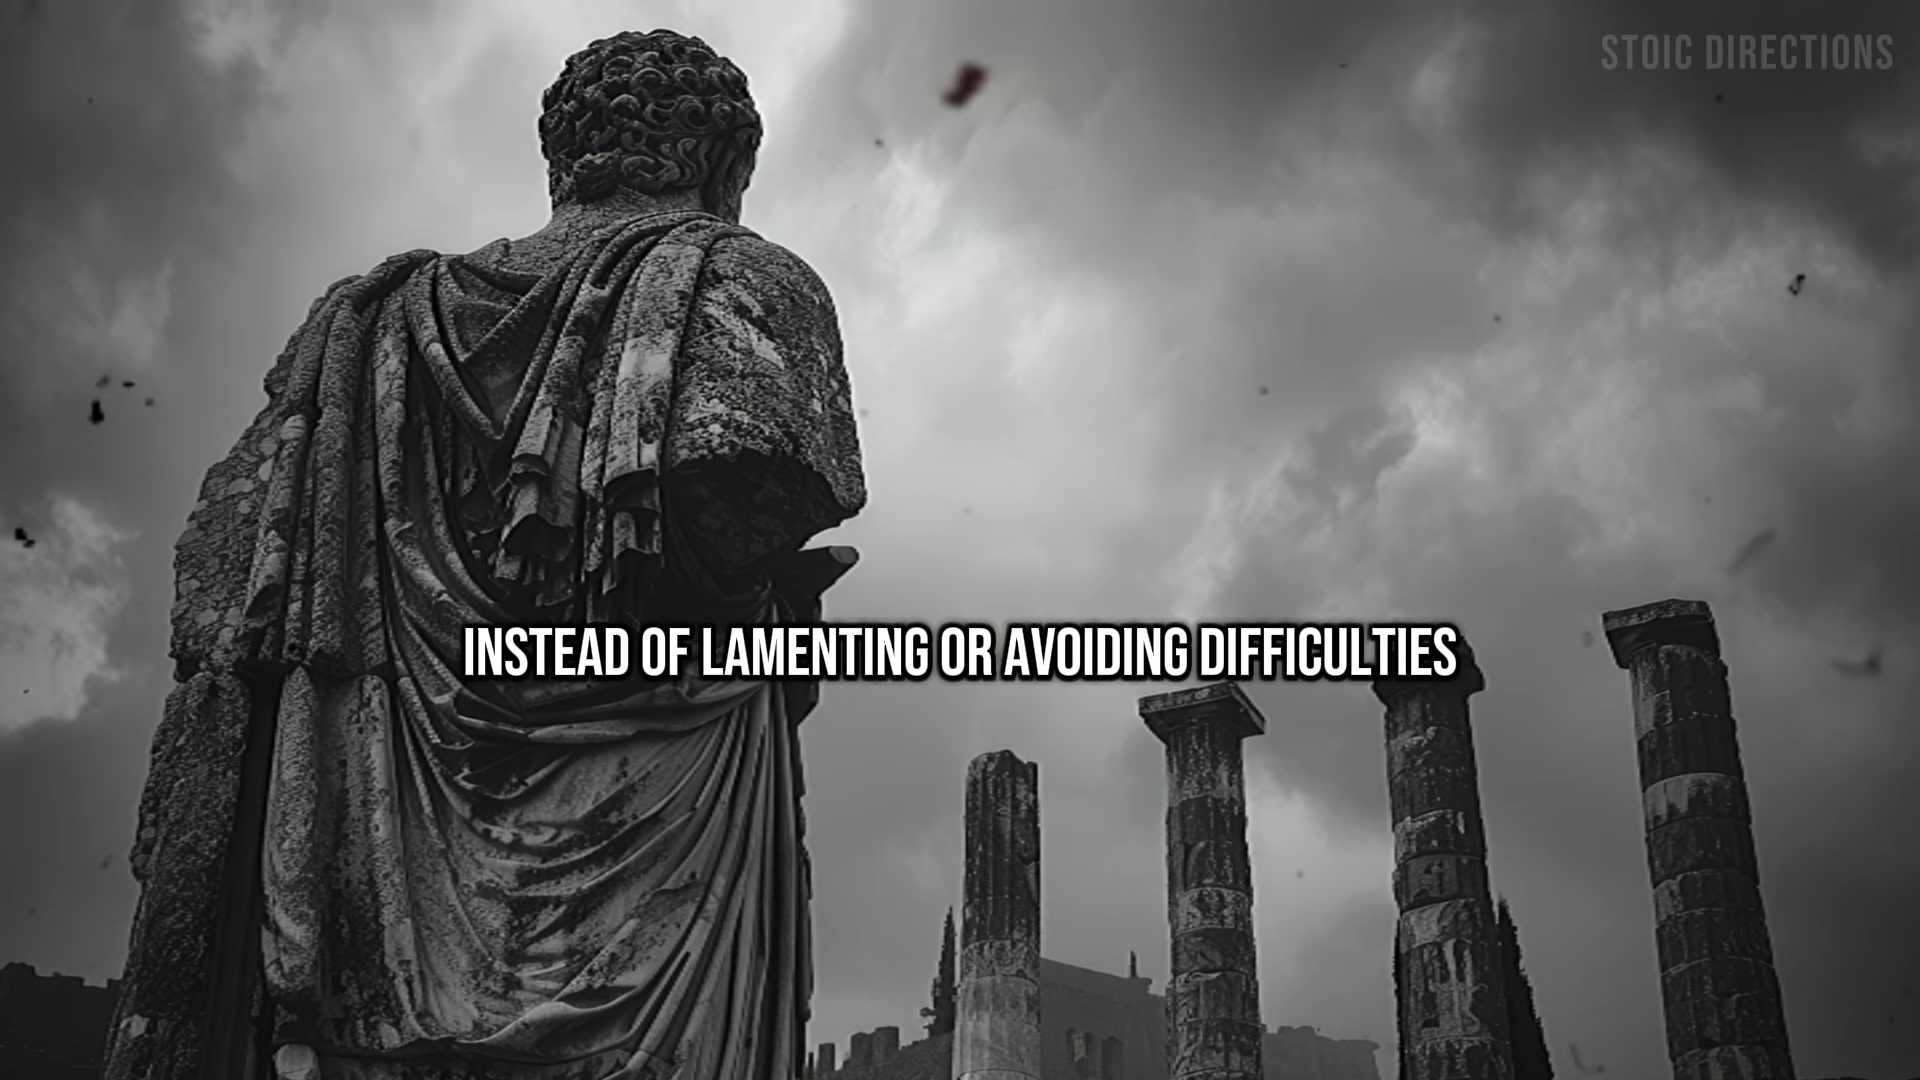 STOIC DIRECTIONS
INSTEAD OF LAMENTING OR AVOIDING DIFFICULTIES